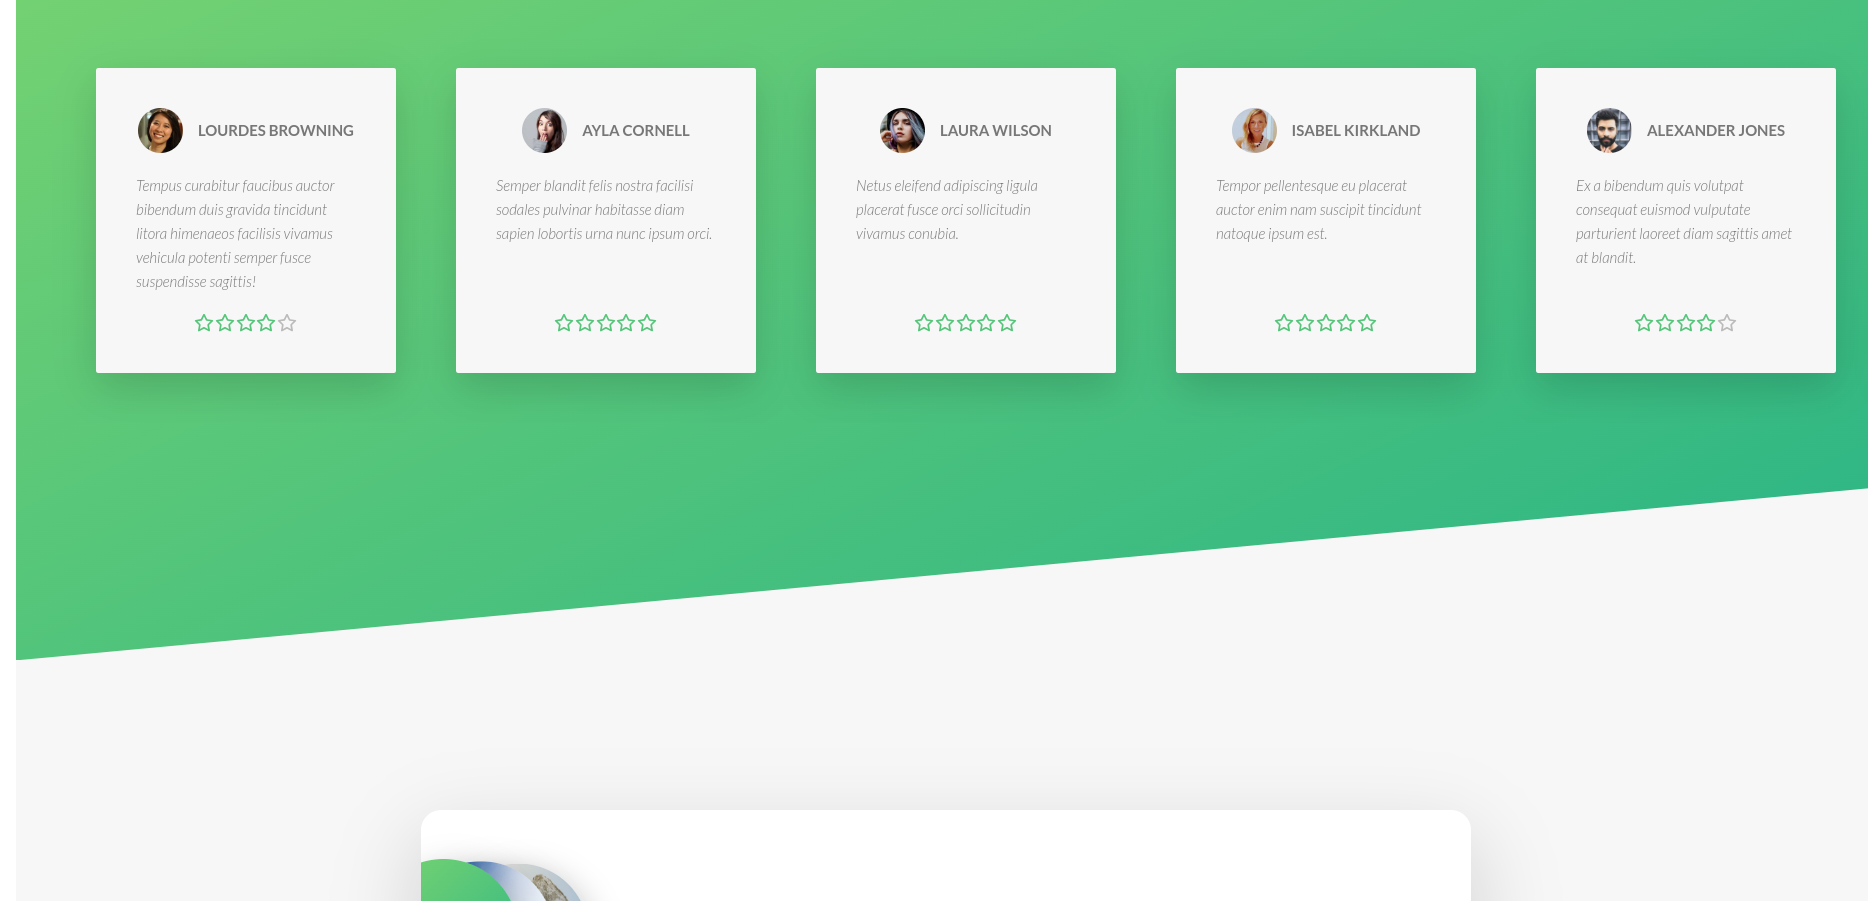 LOURDES BROWNING
Tempus curabitur faucibus auctor
bibendum duis gravida tincidunt
litora himenaeos facilisis vivamus
vehicula potenti semper fusce
suspendisse sagittis!
AYLA CORNELL
Semper blandit felis nostra facilisi
sodales pulvinar habitasse diam
sapien lobortis urna nunc ipsum orci.
LAURA WILSON
Netus eleifend adipiscing ligula
placerat fusce orci sollicitudin
vivamus conubia.
ISABEL KIRKLAND
Tempor pellentesque eu placerat
auctor enim nam suscipit tincidunt
natoque ipsum est.
ALEXANDER JONES
Ex a bibendum quis volutpat
consequat euismod vulputate
parturient laoreet diam sagittis amet
at blandit.